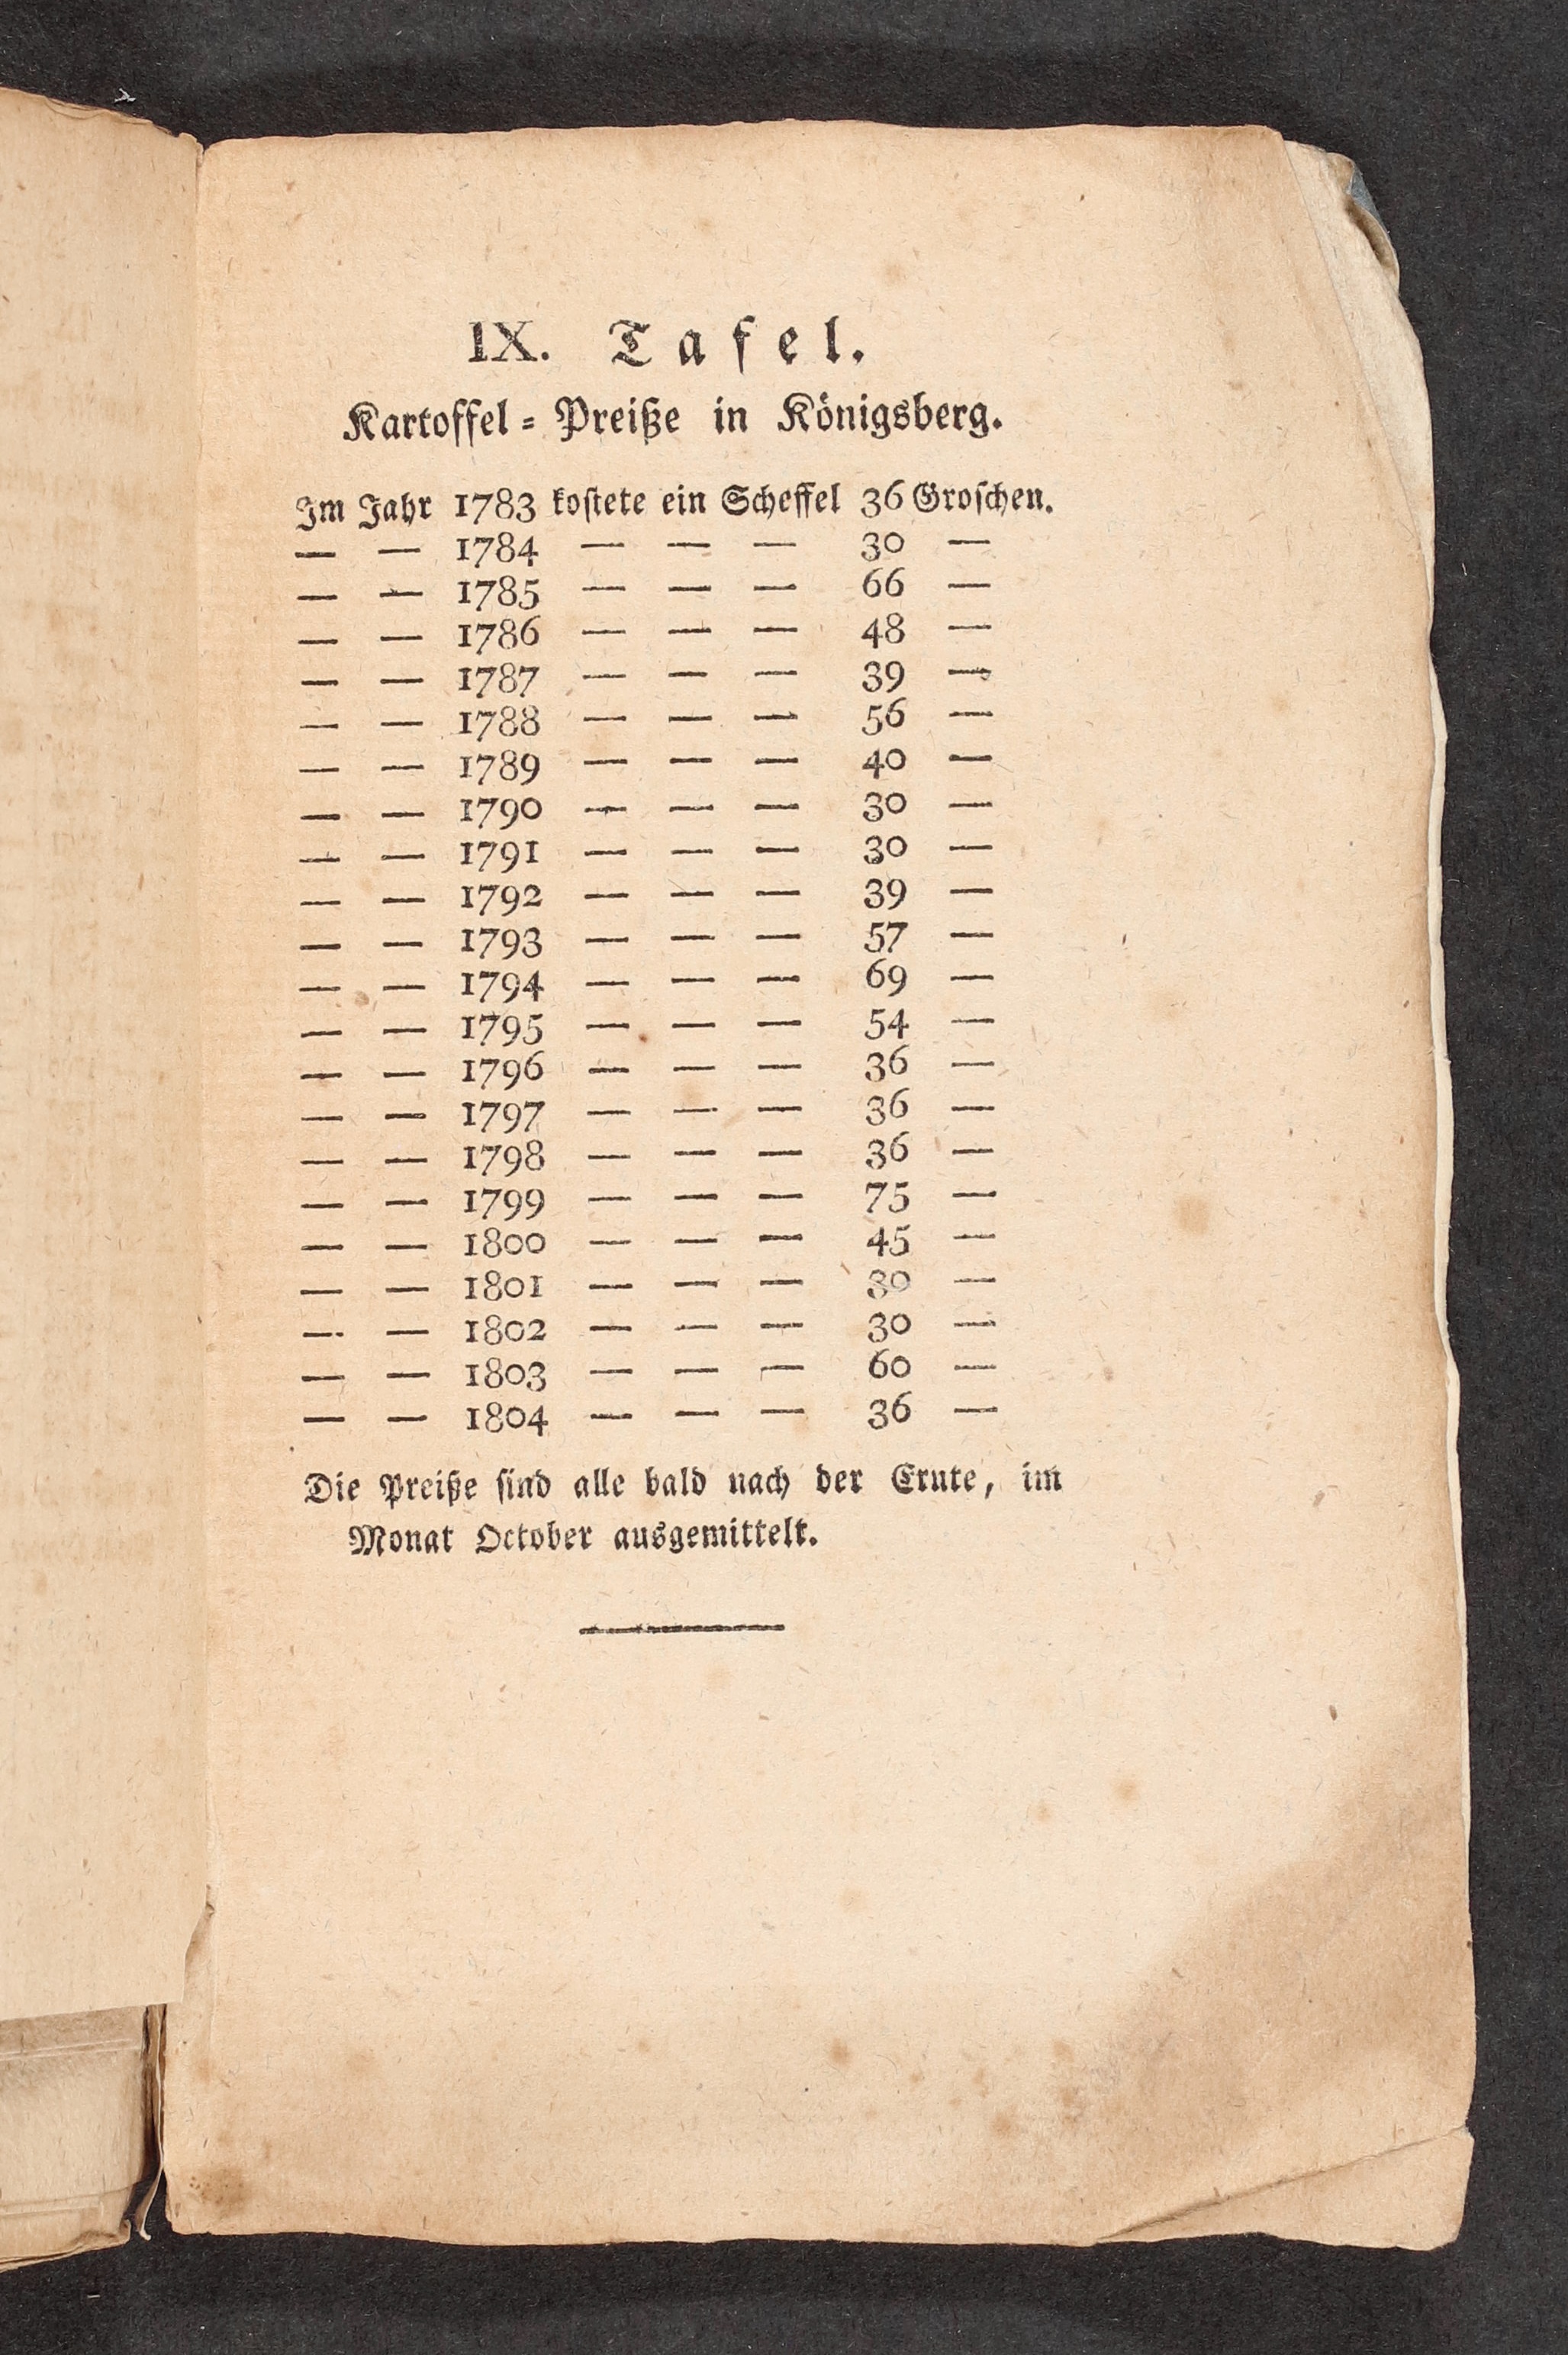 IX. Tafel.
Kartoffel = Preiße in Königsberg.
Im Jahr 1783 koſtete ein Scheffel 36 Groſchen.
— — 1784 — — — 30 —
— — 1785 — — — 66 —
— — 1786 — — — 48 —
— — 1787 — — — 39 —
— — 1788 — — — 56 —
— — 1789 — — — 40 —
— — 1790 — — — 30 —
— — 1791 — — — 30 —
— — 1792 — — — 39 —
— — 1793 — — — 57 —
— — 1794 — — — 69 —
— — 1795 — — — 54 —
— — 1796 — — — 36 —
— — 1797 — — — 36 —
— — 1798 — — — 36 —
— — 1799 — — — 75 —
— — 1800 — — — 45 —
— — 1801 — — — 30 —
— — 1802 — — — 30 —
— — 1803 — — — 60 —
— — 1804 — — — 36 —
Die Preiße ſind alle bald nach der Ernte, im
Monat October ausgemittelt.